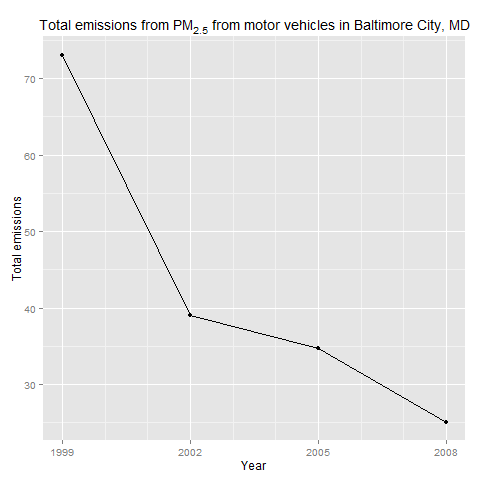 Total emissions from PM2.5 from motor vehicles in Baltimore City, MD
70
60
50
40
30
Total emissions
1999 2002 2005 2008
Year